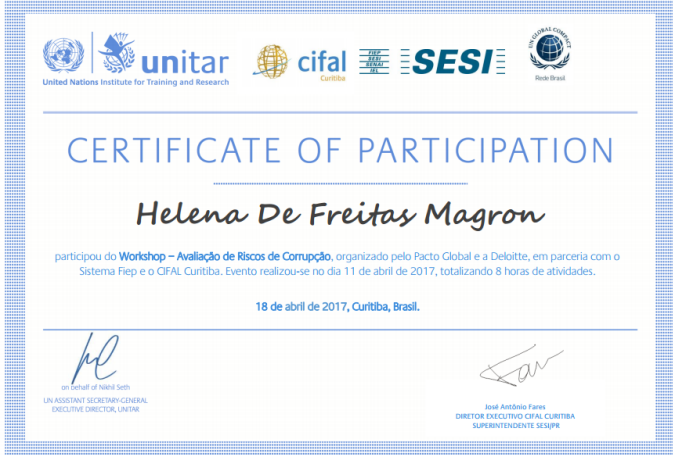 unitar
United Nations Institute for Training and Research
cifal
Curitiba
FIEP
SESI
SENAI
IEL
SESI
UN GLOBAL COMPACT
Rede Brasil
CERTIFICATE OF PARTICIPATION
Helena De Freitas Magron
participou do Workshop – Avaliação de Riscos de Corrupção, organizado pelo Pacto Global e a Deloitte, em parceria com o
Sistema Fiep e o CIFAL Curitiba. Evento realizou-se no dia 11 de abril de 2017, totalizando 8 horas de atividades.
18 de abril de 2017, Curitiba, Brasil.
on behalf of Nikhil Seth
UN ASSISTANT SECRETARY-GENERAL
EXECUTIVE DIRECTOR, UNITAR
José Antônio Fares
DIRETOR EXECUTIVO CIFAL CURITIBA
SUPERINTENDENTE SESI/PR